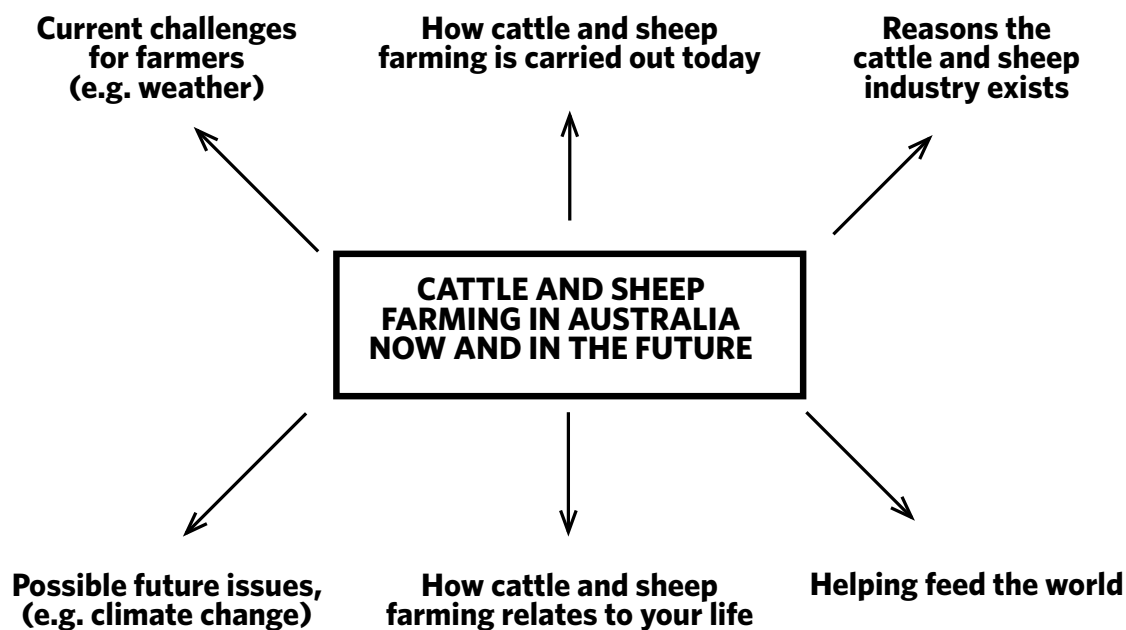 Current challenges
for farmers
(e.g. weather)
How cattle and sheep
farming is carried out today
Reasons the
cattle and sheep
industry exists
CATTLE AND SHEEP
FARMING IN AUSTRALIA
NOW AND IN THE FUTURE
Possible future issues,
(e.g. climate change)
How cattle and sheep
farming relates to your life
Helping feed the world